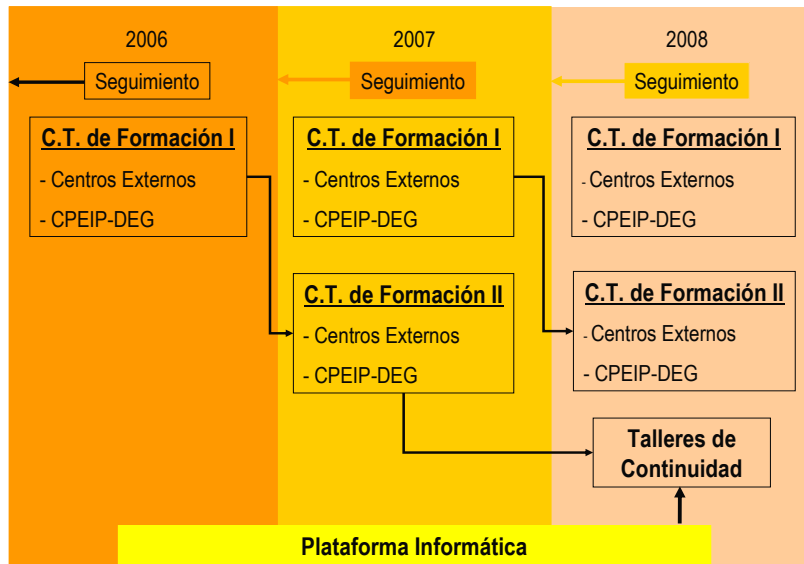 2006
Seguimiento
C.T. de Formación I
- Centros Externos
- CPEIP-DEG
2007
Seguimiento
C.T. de Formación I
- Centros Externos
- CPEIP-DEG
C.T. de Formación II
- Centros Externos
- CPEIP-DEG
2008
Seguimiento
C.T. de Formación I
- Centros Externos
- CPEIP-DEG
C.T. de Formación II
- Centros Externos
- CPEIP-DEG
Talleres de
Continuidad
Plataforma Informática